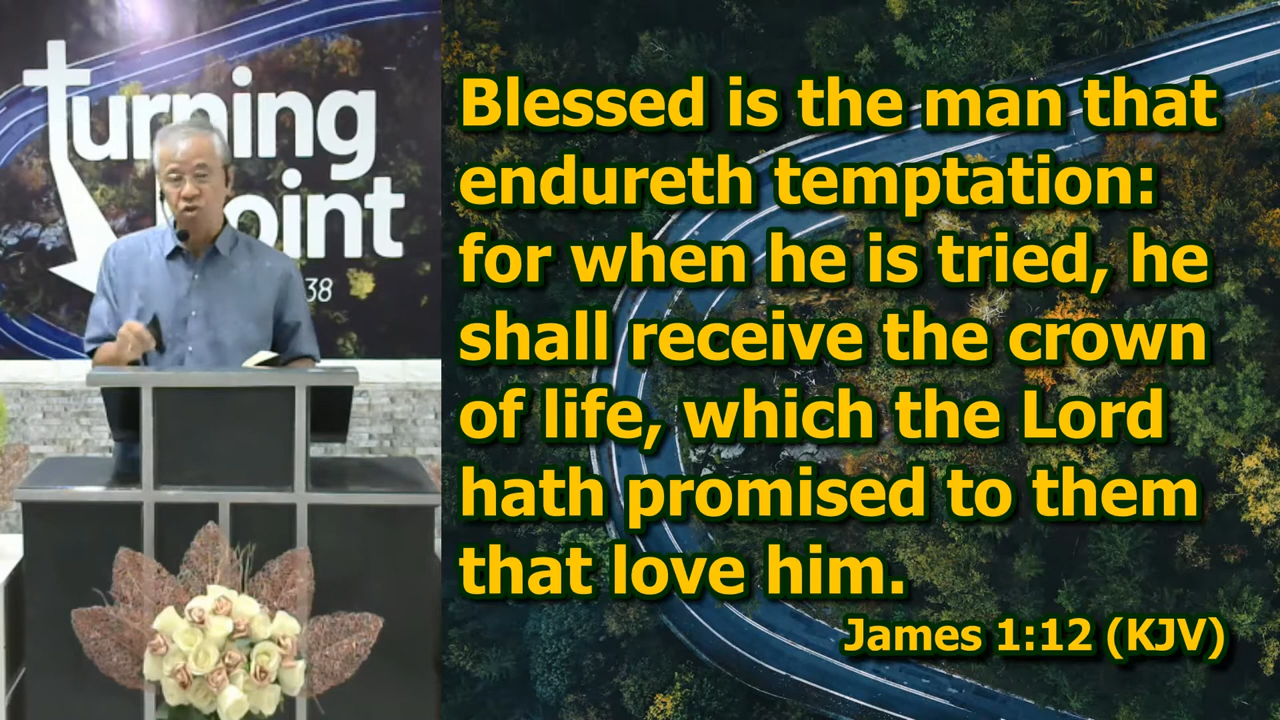 turning
Point
38
Blessed is the man that
endureth temptation:
for when he is tried, he
shall receive the crown
of life, which the Lord
hath promised to them
that love him.
James 1:12 (KJV)